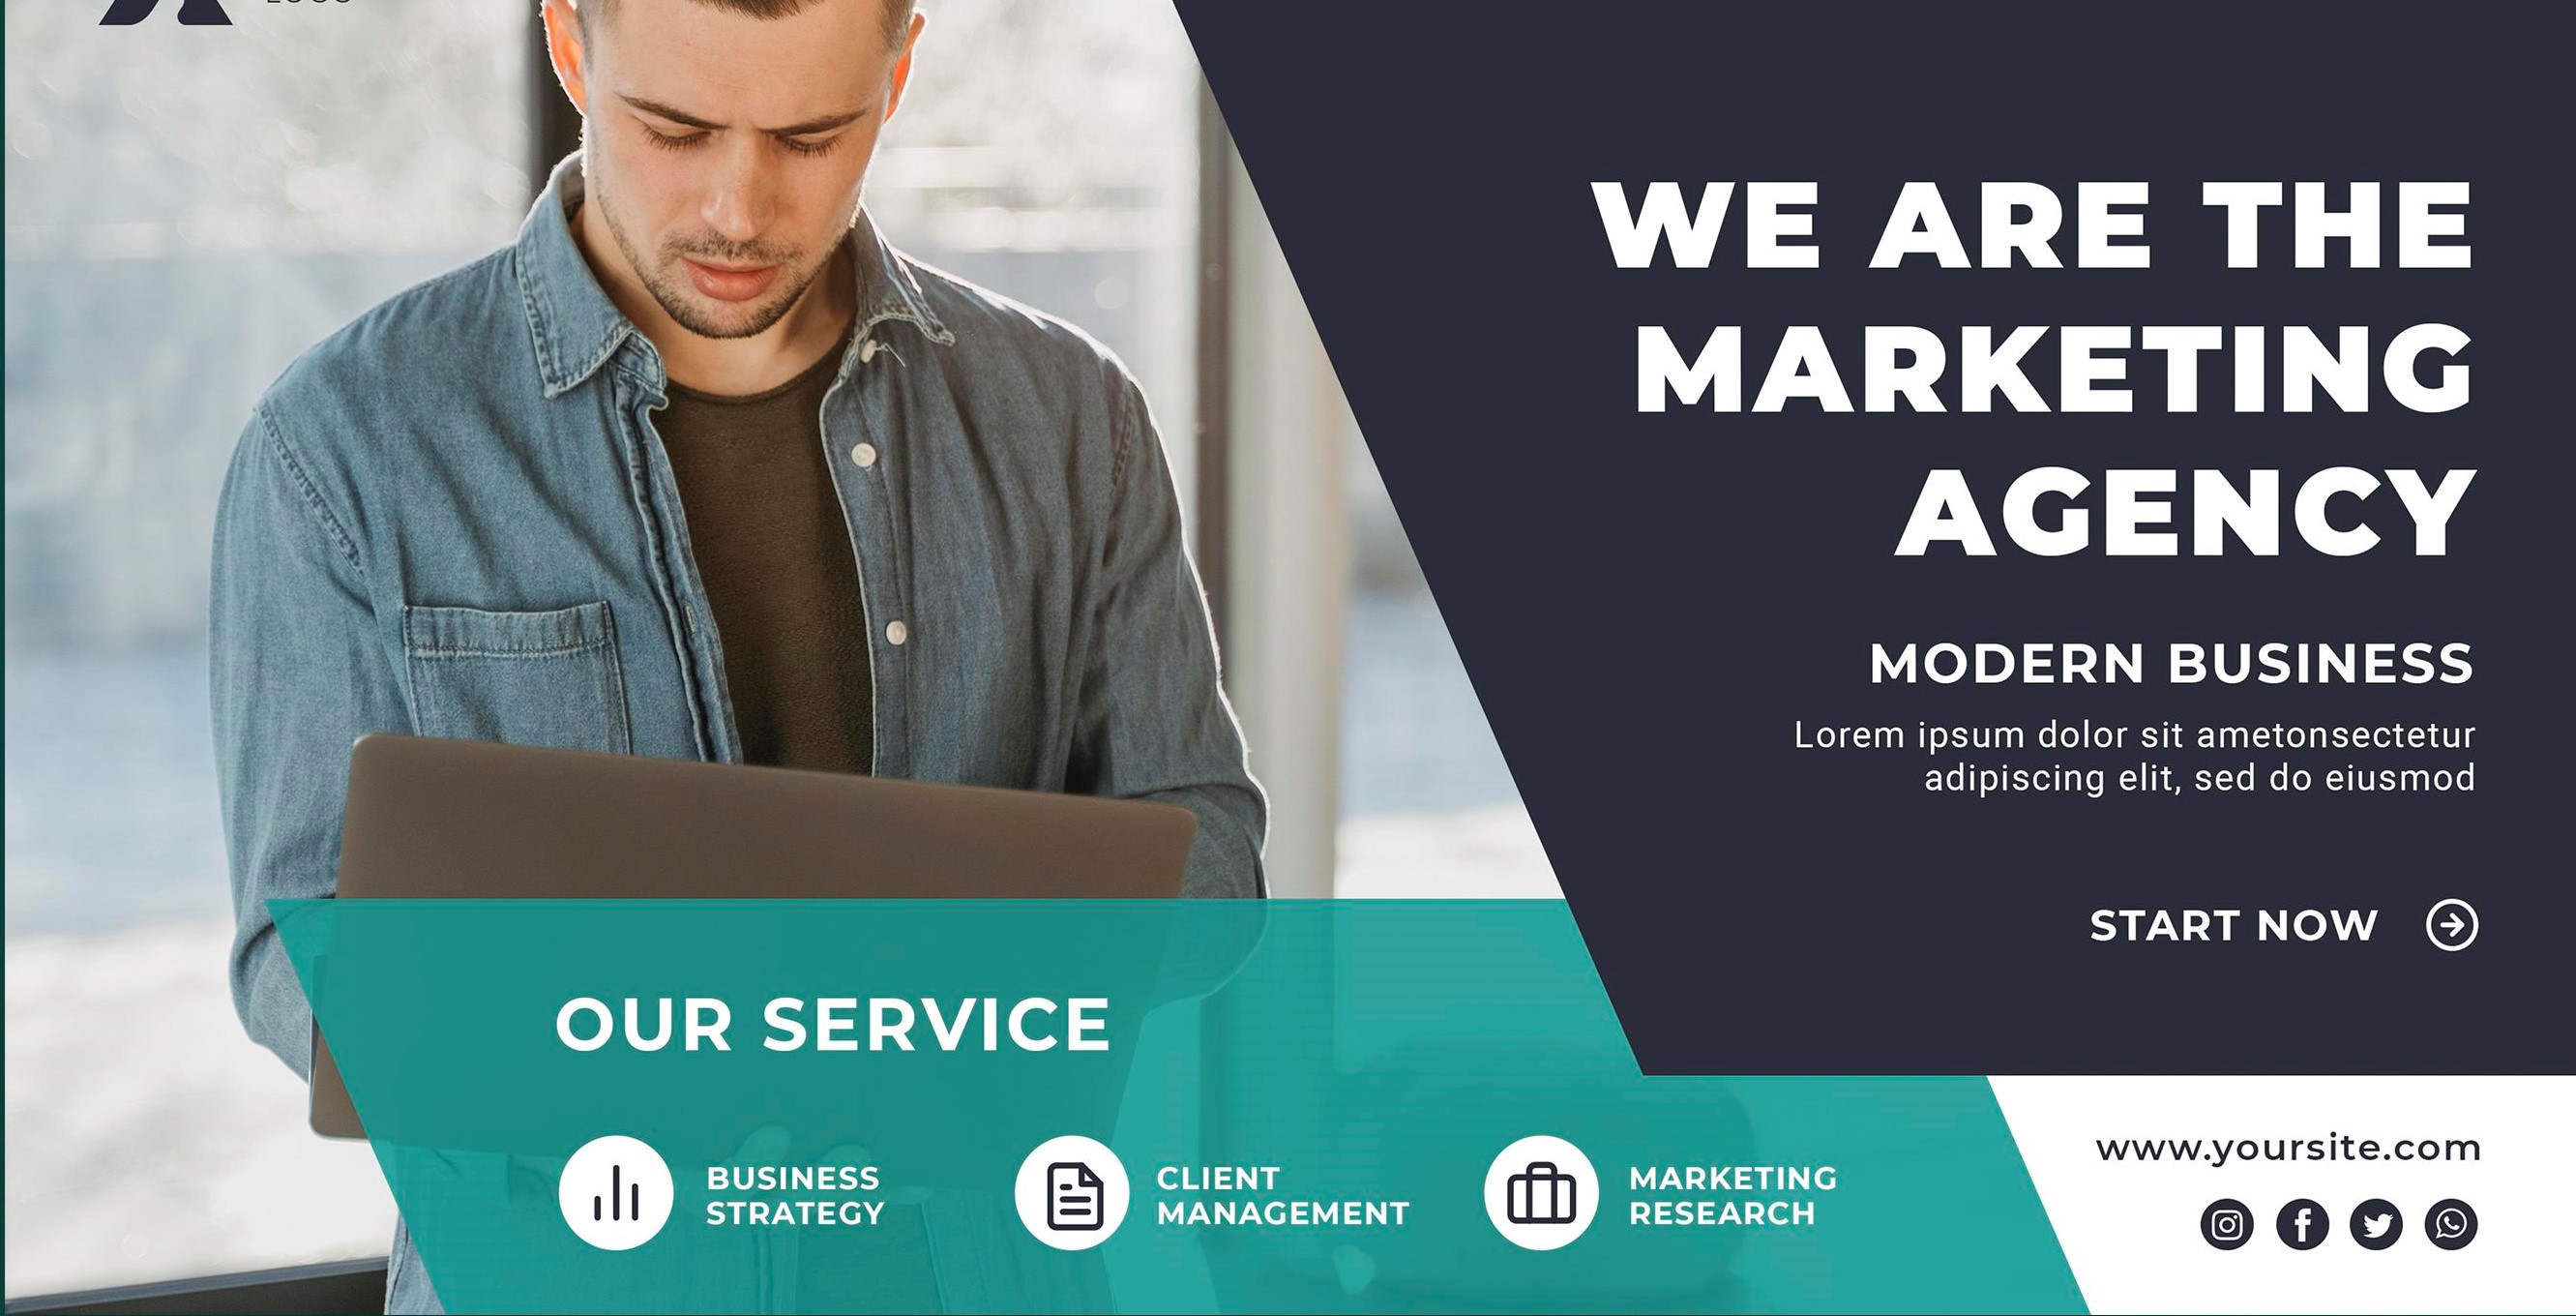 WE ARE THE
MARKETING
AGENCY
MODERN BUSINESS
Lorem ipsum dolor sit ametonsectetur
adipiscing elit, sed do eiusmod
START NOW
OUR SERVICE
BUSINESS
STRATEGY
CLIENT
MANAGEMENT
MARKETING
RESEARCH
www.yoursite.com